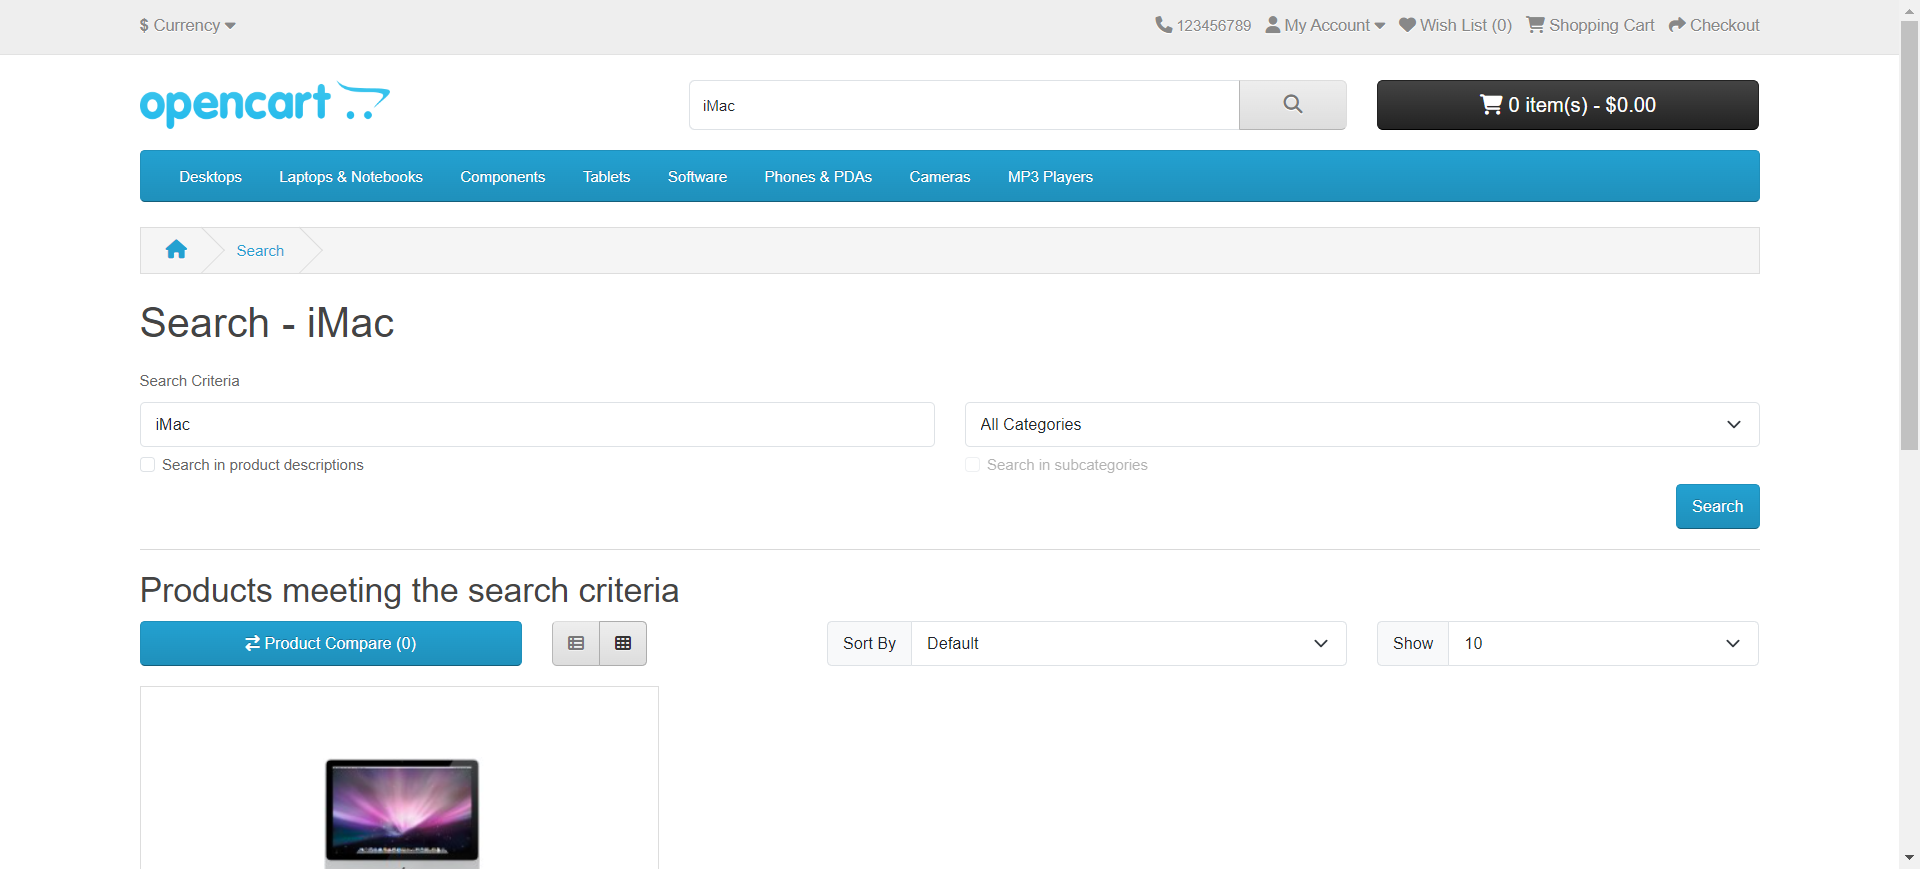 $ Currency
123456789 My Account Wish List (0) Shopping Cart Checkout
opencart
iMac
0 item(s) - $0.00
Desktops Laptops & Notebooks Components Tablets Software Phones & PDAs Cameras MP3 Players
Search
Search - iMac
Search Criteria
iMac
All Categories
Search in product descriptions
Search in subcategories
Search
Products meeting the search criteria
Product Compare (0)
Sort By Default
Show 10